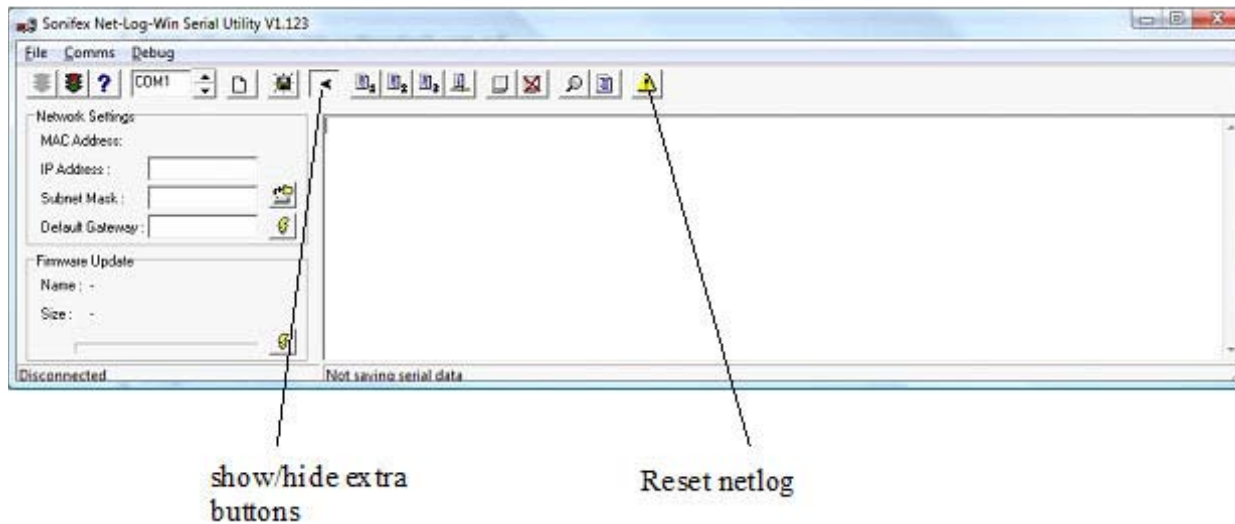 Sonifex Net-Log-Win Serial Utility V1.123
File Comms Debug
COM1
Network Settings
MAC Address:
IP Address :
Subnet Mask :
Default Gateway :
Firmware Update
Name : -
Size : -
Disconnected Not saving serial data
show/hide extra
buttons
Reset netlog